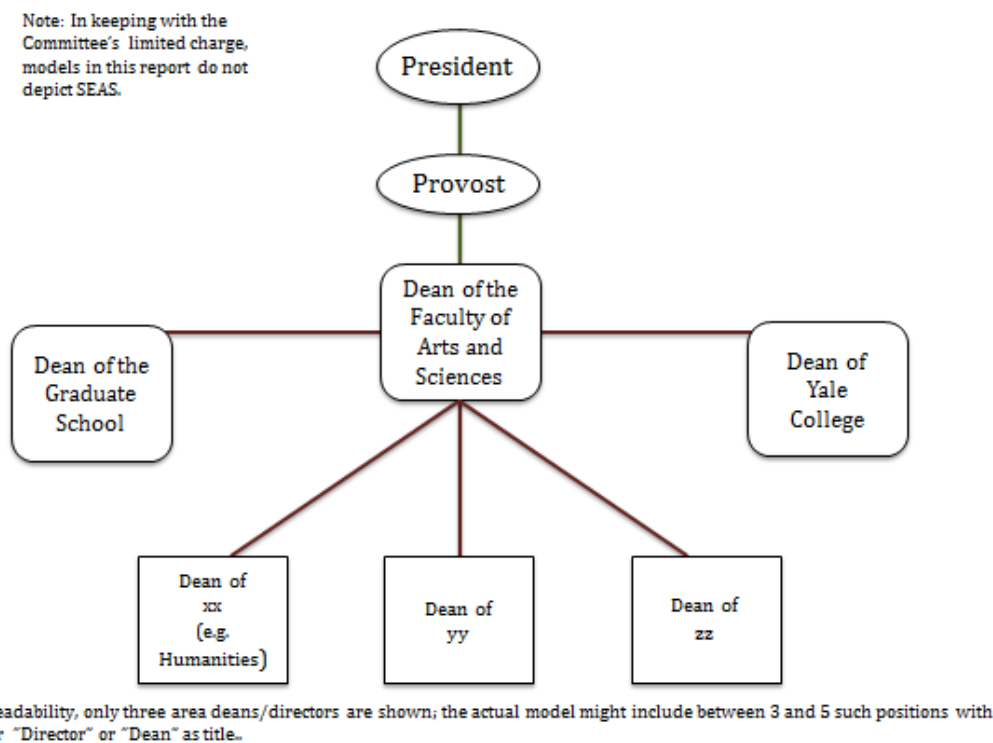 Note: In keeping with the
Committee's limited charge,
models in this report do not
depict SEAS.
President
Provost
Dean of the
Faculty of
Arts and
Sciences
Dean of the
Graduate
School
Dean of
Yale
College
Dean of
xx
(e.g.
Humanities)
Dean of
yy
Dean of
zz
only three area deans/directors are shown; the actual model might include between 3 and 5 such positions with
"Director" or "Dean" as title..